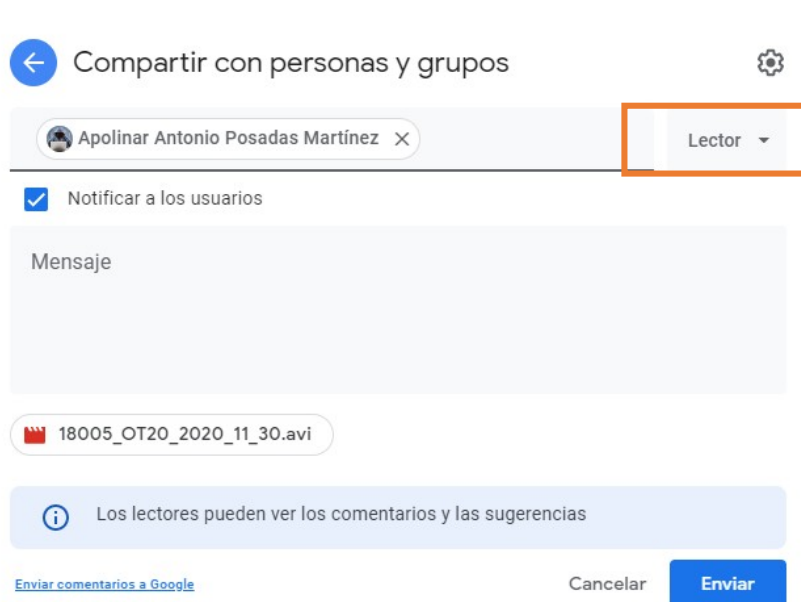 Compartir con personas y grupos
Apolinar Antonio Posadas Martínez
Lector
Notificar a los usuarios
Mensaje
18005_OT20_2020_11_30.avi
Los lectores pueden ver los comentarios y las sugerencias
Enviar comentarios a Google
Cancelar
Enviar